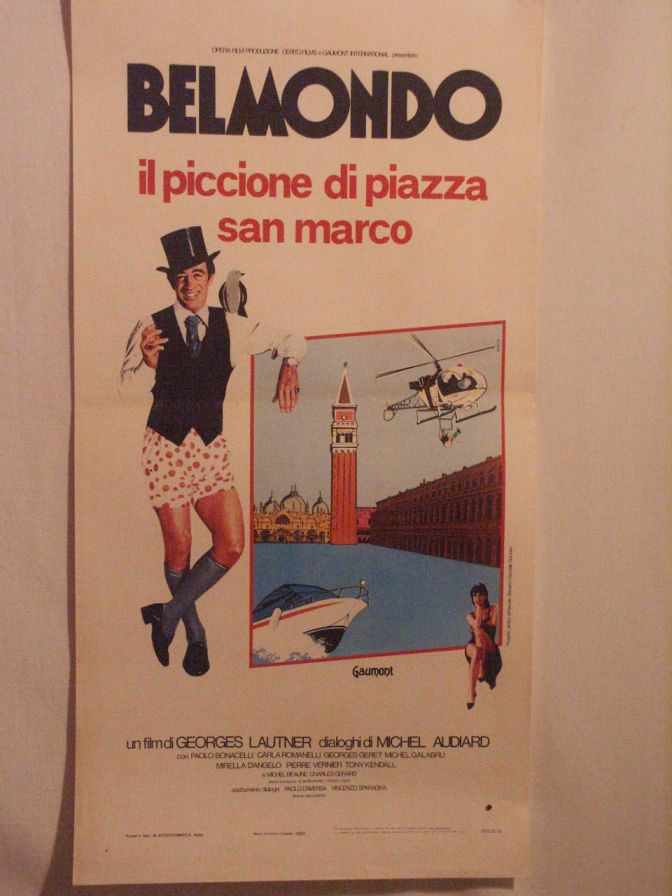 OPERA FILM PRODUZIONE CERITO FILMS e GAUMONT INTERNATIONAL presentano
BELMONDO
il piccione di piazza
san marco
Gaumont
un film di GEORGES LAUTNER dialoghi di MICHEL AUDIARD
con PAOLO BONACELLI CARLA ROMANELLI GEORGES GERET MICHEL GALABRU
MIRELLA D'ANGELO PIERRE VERNIER TONY KENDALL
e MICHEL BEAUNE CHARLES GERARD
adattamento dialoghi PAOLO D'AVERSA VINCENZO SPARAGNA